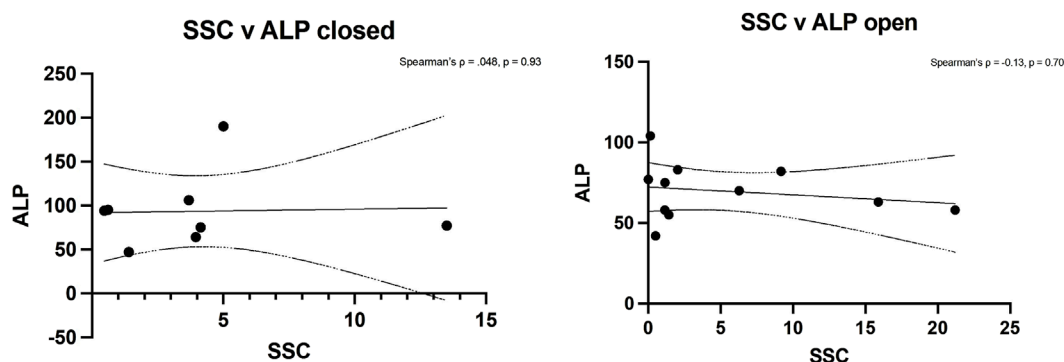 SSC v ALP closed
Spearman's ρ = .048, p = 0.93
250
200
150
100
50
0
-50
ALP
5
10
15
SSC
SSC v ALP open
Spearman's ρ = -0.13, p = 0.70
150
100
50
0
ALP
0
5
10
15
20
25
SSC